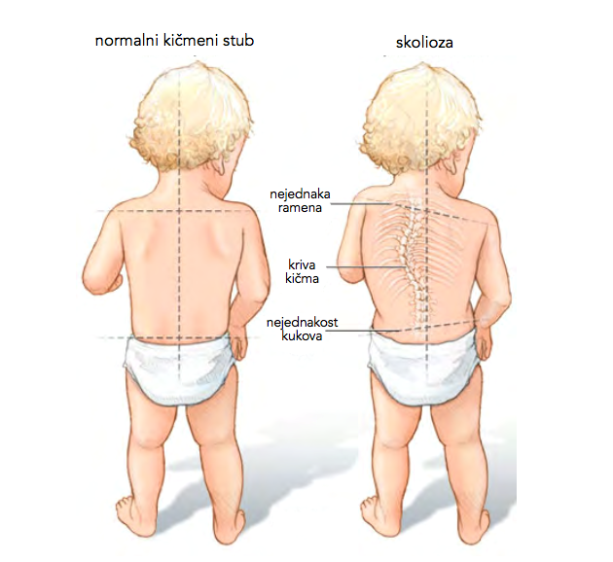 normalni kičmeni stub
skolioza
nejednaka
ramena
kriva
kičma
nejednakost
kukova